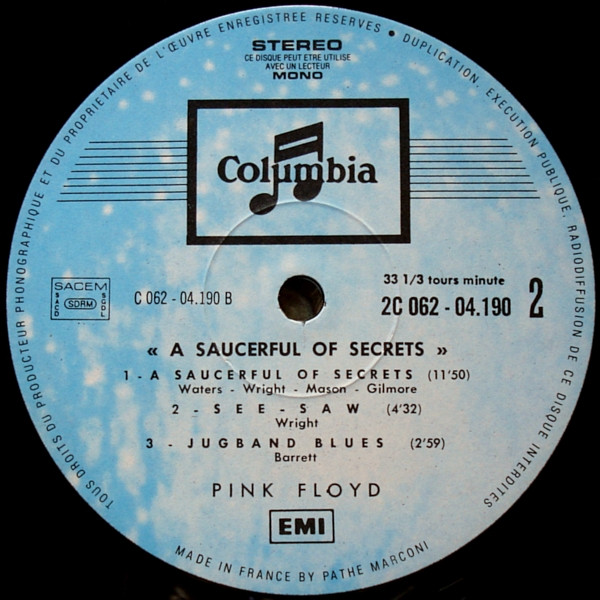 TOUS DROITS DU PRODUCTEUR PHONOGRAPHIQUE ET DU PROPRIETAIRE DE L'ŒUVRE ENREGISTREE RESERVES • DUPLICATION, EXECUTION PUBLIQUE, RADIODIFFUSION DE CE DISQUE INTERDITES
STEREO
CE DISQUE PEUT ETRE UTILISE
AVEC UN LECTEUR
MONO
Columbia
SACEM
SACD SDRM SGDL
C 062 - 04.190 B
33 1/3 tours minute
2C 062 - 04.190 2
« A SAUCERFUL OF SECRETS »
1 - A SAUCERFUL OF SECRETS (11'50)
Waters - Wright - Mason - Gilmore
2 - SEE - SAW (4'32)
Wright
3 - JUGBAND BLUES (2'59)
Barrett
PINK FLOYD
EMI
MADE IN FRANCE BY PATHE MARCONI